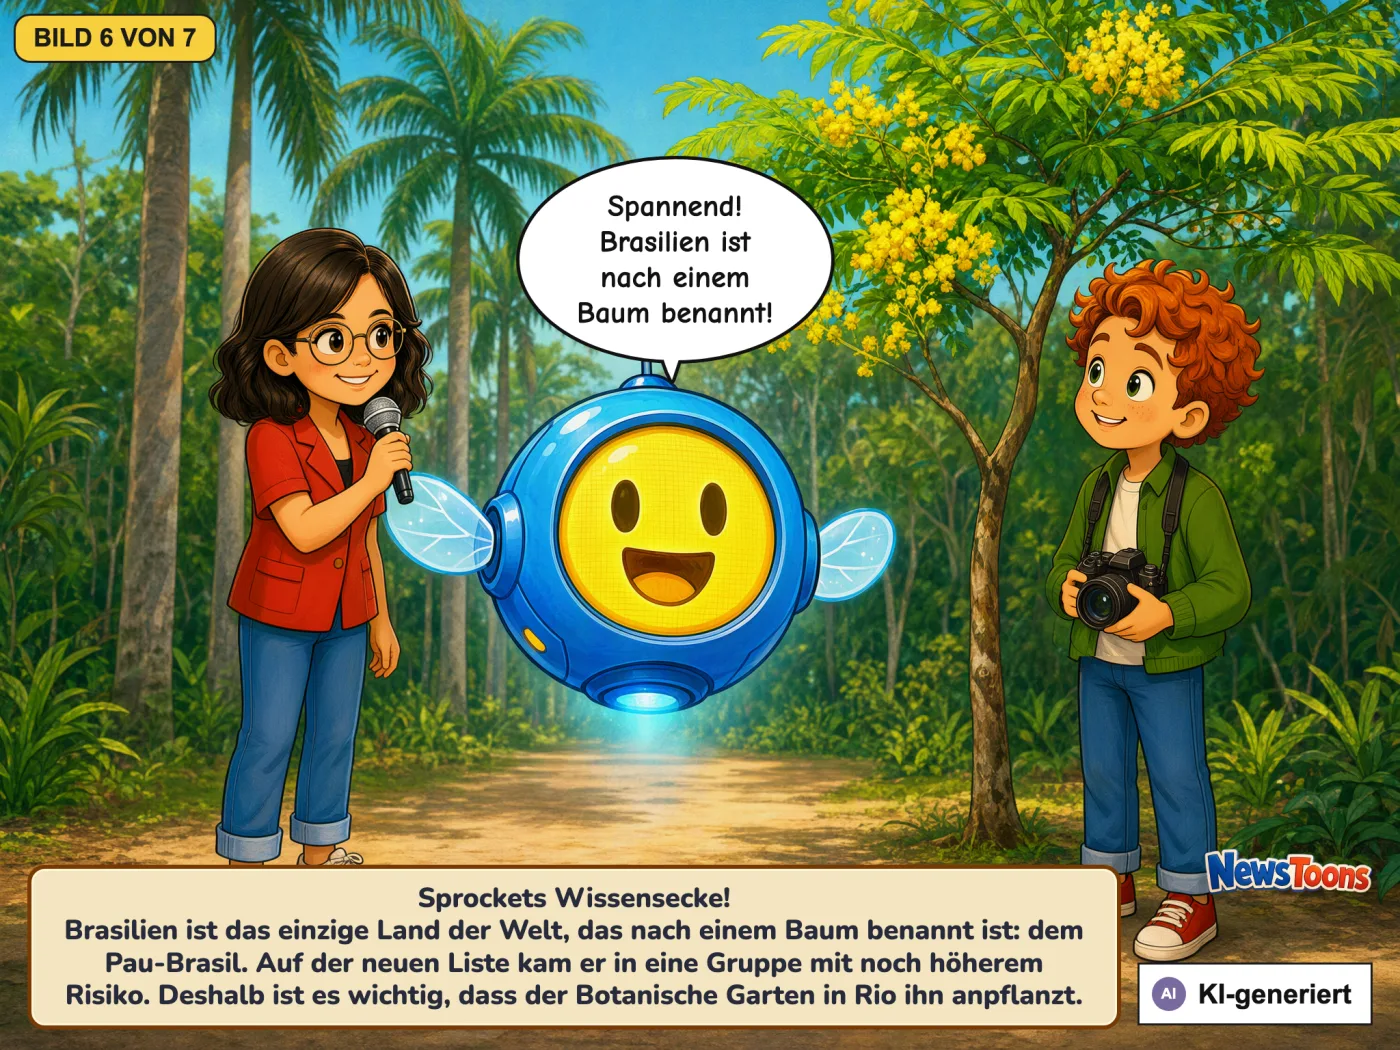 BILD 6 VON 7
Spannend!
Brasilien ist
nach einem
Baum benannt!
Sprockets Wissensecke!
Brasilien ist das einzige Land der Welt, das nach einem Baum benannt ist: dem
Pau-Brasil. Auf der neuen Liste kam er in eine Gruppe mit noch höherem
Risiko. Deshalb ist es wichtig, dass der Botanische Garten in Rio ihn anpflanzt.
NewsToons
AI KI-generiert